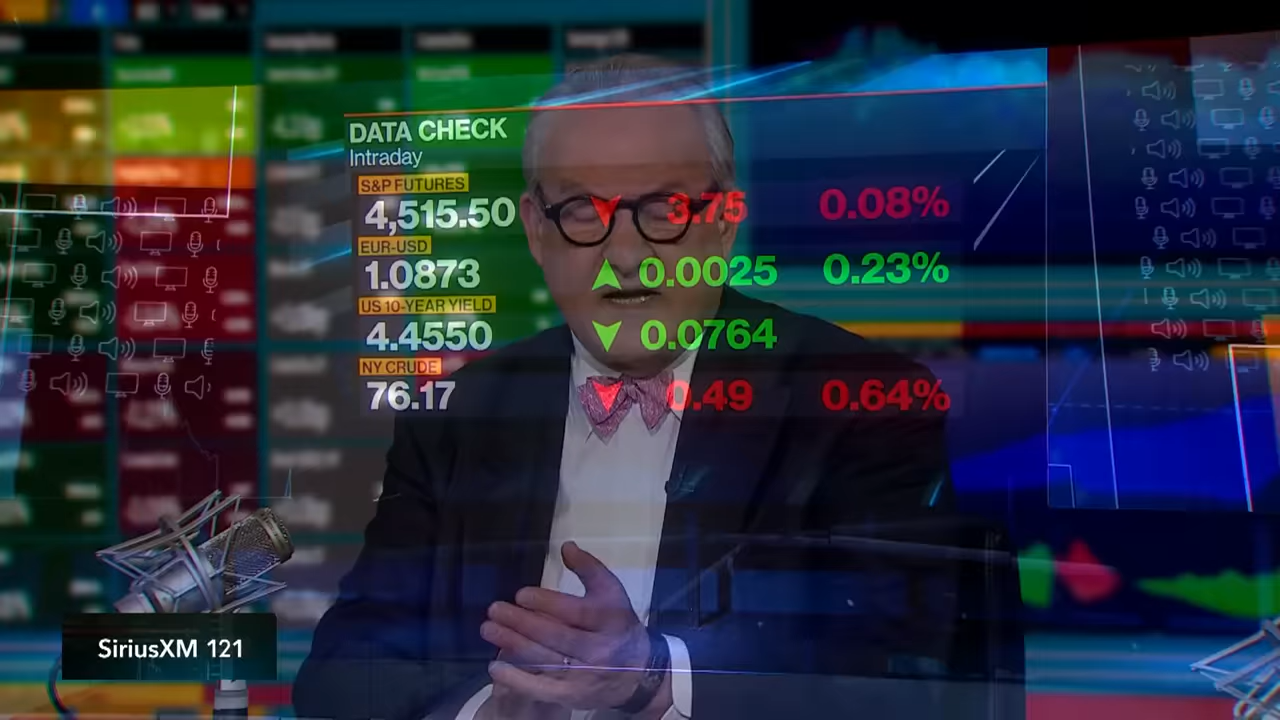 DATA CHECK
Intraday
S&P FUTURES
4,515.50 ▼ 3.75 0.08%
EUR-USD
1.0873 ▲ 0.0025 0.23%
US 10-YEAR YIELD
4.4550 ▼ 0.0764
NY CRUDE
76.17 ▼ 0.49 0.64%
SiriusXM 121